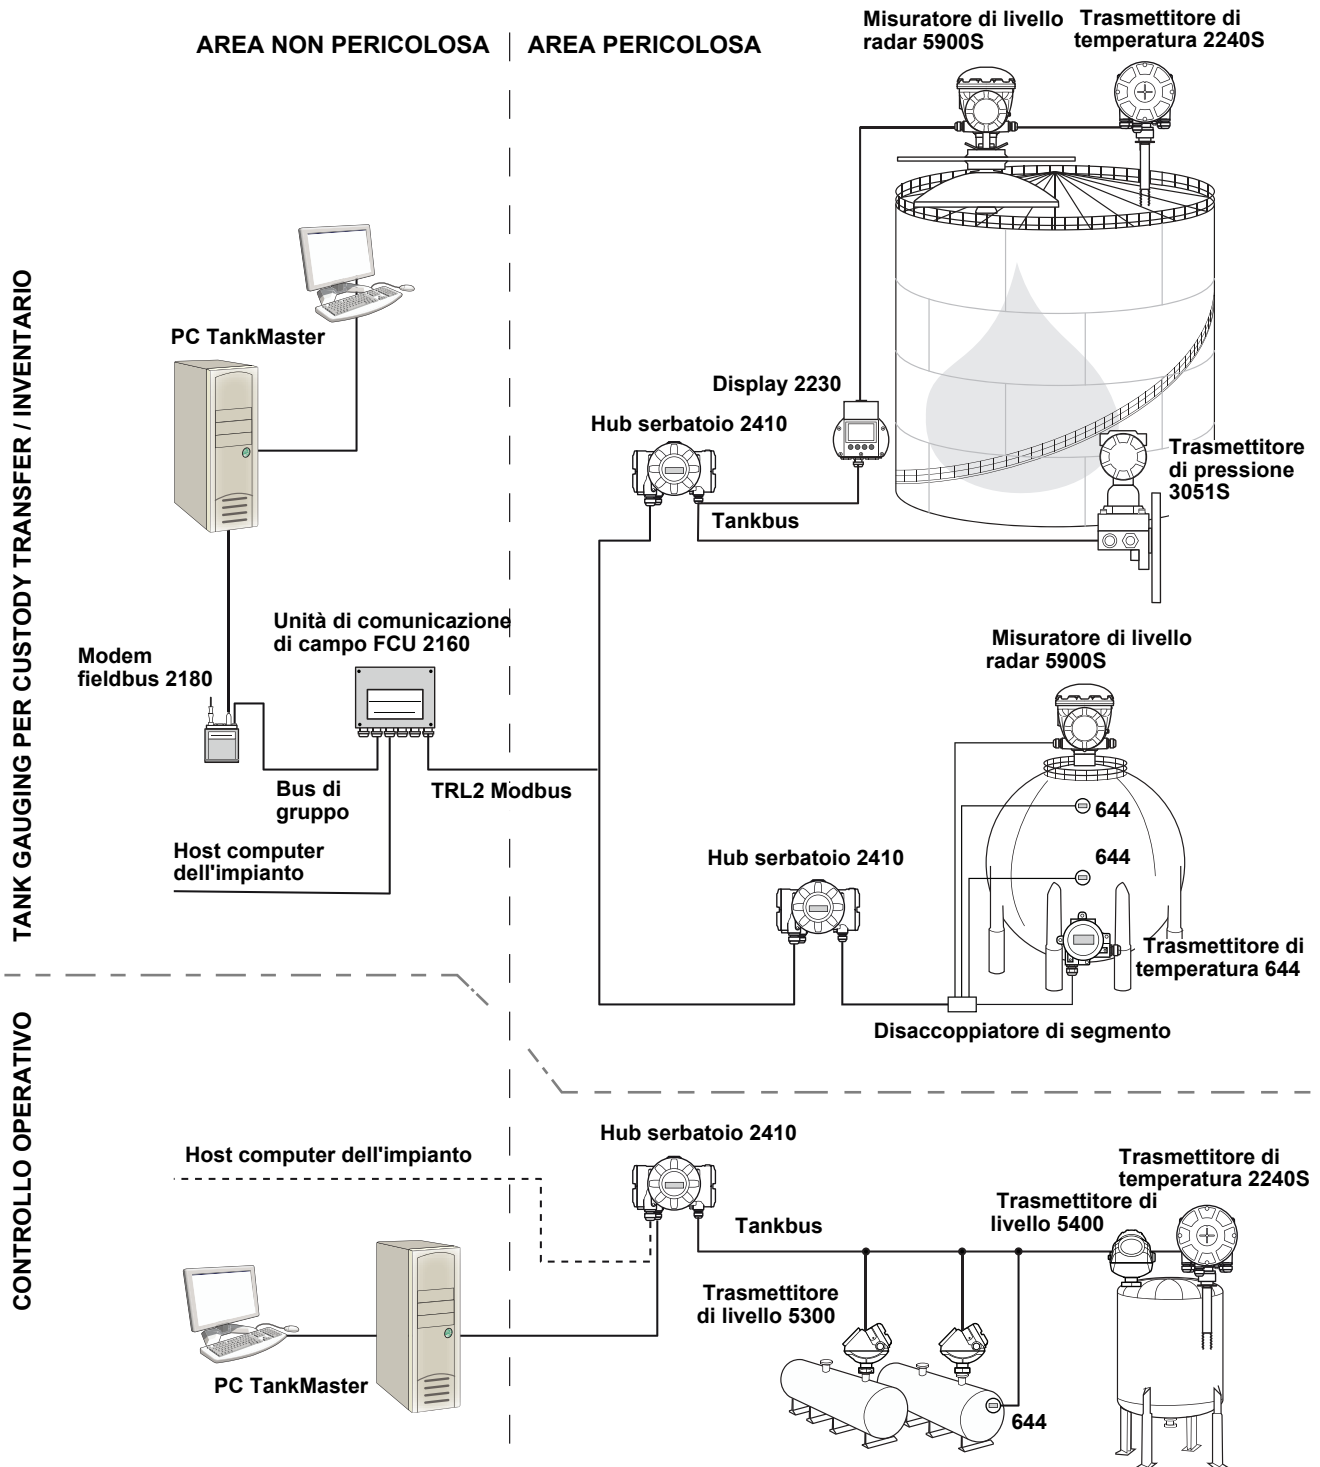 AREA NON PERICOLOSA
AREA PERICOLOSA
Misuratore di livello
radar 5900S
Trasmettitore di
temperatura 2240S
TANK GAUGING PER CUSTODY TRANSFER / INVENTARIO
PC TankMaster
Display 2230
Hub serbatoio 2410
Trasmettitore
di pressione
3051S
Tankbus
Unità di comunicazione
di campo FCU 2160
Misuratore di livello
radar 5900S
Modem
fieldbus 2180
Bus di
gruppo
TRL2 Modbus
644
644
Host computer
dell'impianto
Hub serbatoio 2410
Trasmettitore di
temperatura 644
Disaccoppiatore di segmento
CONTROLLO OPERATIVO
Host computer dell'impianto
Hub serbatoio 2410
Trasmettitore di
temperatura 2240S
Trasmettitore di
livello 5400
Tankbus
Trasmettitore
di livello 5300
PC TankMaster
644